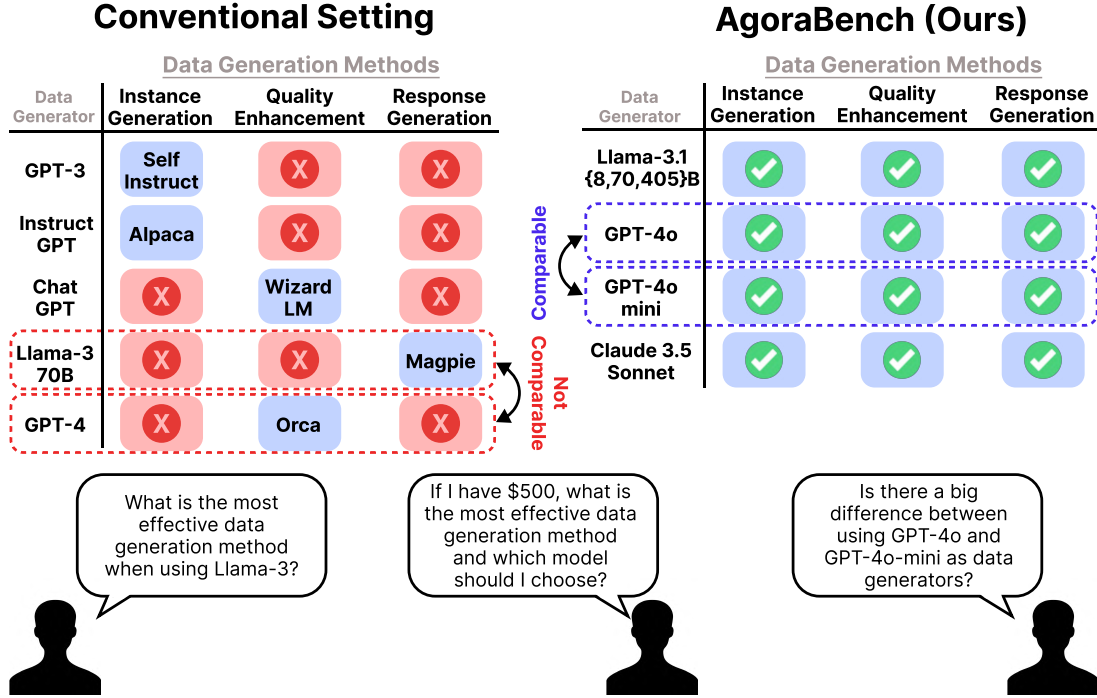 Conventional Setting
Data Generation Methods
Data
Generator
Instance
Generation
Quality
Enhancement
Response
Generation
GPT-3
Self
Instruct
X
X
Instruct
GPT
Alpaca
X
X
Chat
GPT
X
Wizard
LM
X
Llama-3
70B
X
X
Magpie
GPT-4
X
Orca
X
Not
Comparable
Comparable
AgoraBench (Ours)
Data Generation Methods
Data
Generator
Instance
Generation
Quality
Enhancement
Response
Generation
Llama-3.1
{8,70,405}B
GPT-4o
GPT-4o
mini
Claude 3.5
Sonnet
What is the most
effective data
generation method
when using Llama-3?
If I have $500, what is
the most effective data
generation method
and which model
should I choose?
Is there a big
difference between
using GPT-4o and
GPT-4o-mini as data
generators?